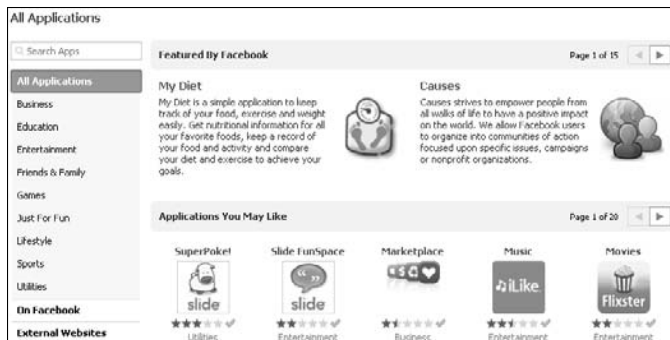 All Applications
Search Apps
All Applications
Business
Education
Entertainment
Friends & Family
Games
Just For Fun
Lifestyle
Sports
Utilities
On Facebook
External Websites
Featured By Facebook
Page 1 of 15
My Diet
My Diet is a simple application to keep
track of your food, exercise and weight
easily. Get nutritional information for all
your favorite foods, keep a record of
your food and activity and compare
your diet and exercise to achieve your
goals.
Causes
Causes strives to empower people from
all walks of life to have a positive impact
on the world. We allow Facebook users
to organize into communities of action
focused upon specific issues, campaigns
or nonprofit organizations.
Applications You May Like
Page 1 of 20
SuperPoke!
slide
Utilities
Slide FunSpace
slide
Entertainment
Marketplace
Business
Music
iLike
Entertainment
Movies
Flixster
Entertainment